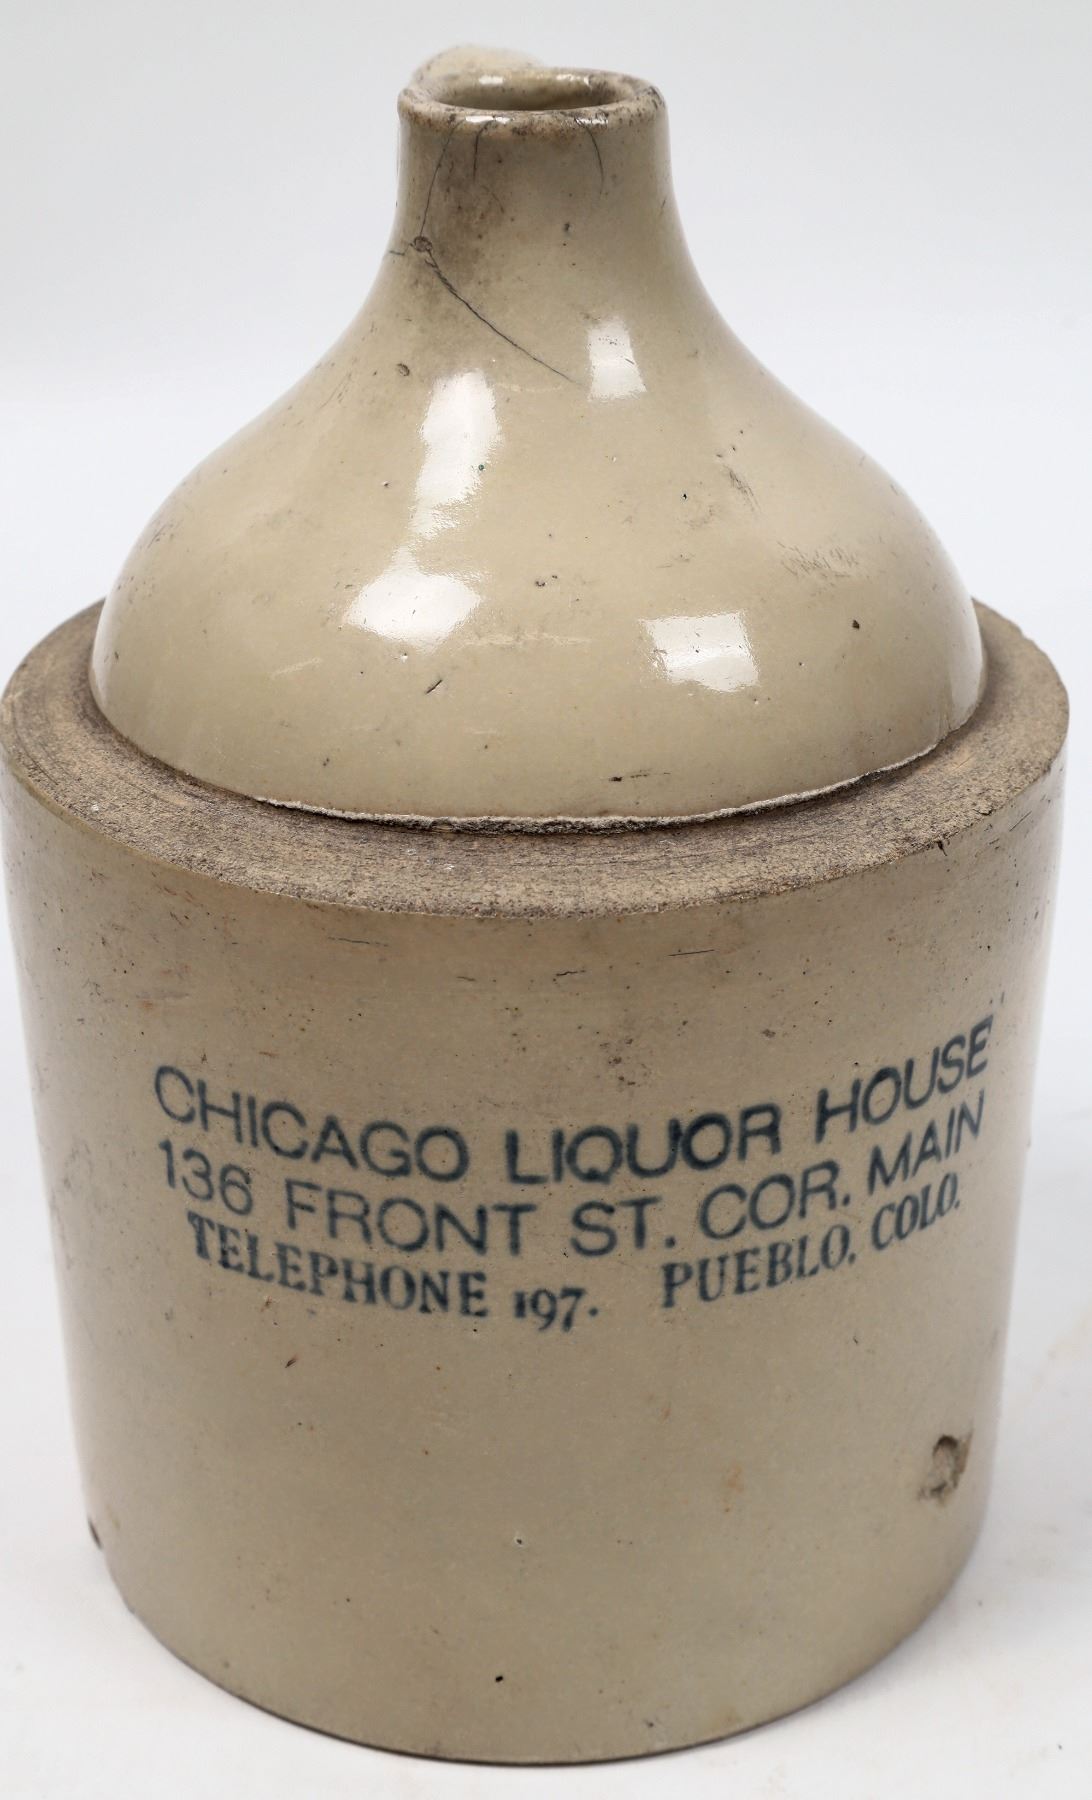 CHICAGO LIQUOR HOUSE
136 FRONT ST. COR. MAIN
TELEPHONE 197. PUEBLO, COLO.